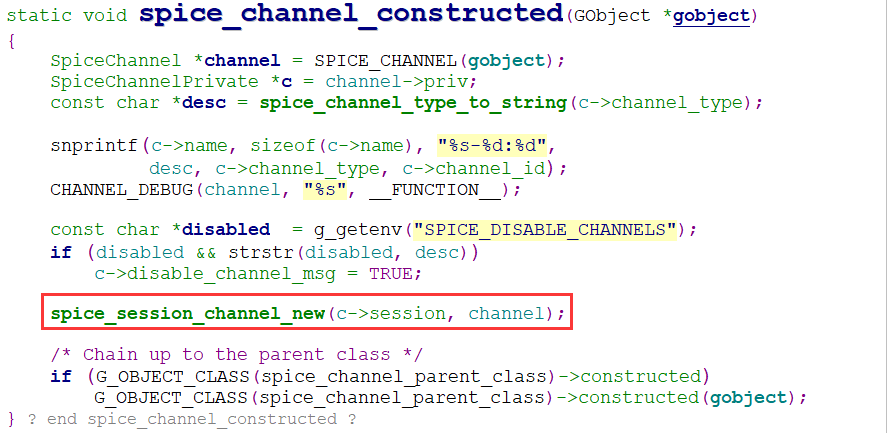 static void spice_channel_constructed(GObject *gobject)
{
    SpiceChannel *channel = SPICE_CHANNEL(gobject);
    SpiceChannelPrivate *c = channel->priv;
    const char *desc = spice_channel_type_to_string(c->channel_type);
    snprintf(c->name, sizeof(c->name), "%s-%d:%d",
             desc, c->channel_type, c->channel_id);
    CHANNEL_DEBUG(channel, "%s", __FUNCTION__);
    const char *disabled  = g_getenv("SPICE_DISABLE_CHANNELS");
    if (disabled && strstr(disabled, desc))
        c->disable_channel_msg = TRUE;
    spice_session_channel_new(c->session, channel);
    /* Chain up to the parent class */
    if (G_OBJECT_CLASS(spice_channel_parent_class)->constructed)
        G_OBJECT_CLASS(spice_channel_parent_class)->constructed(gobject);
} ? end spice_channel_constructed ?